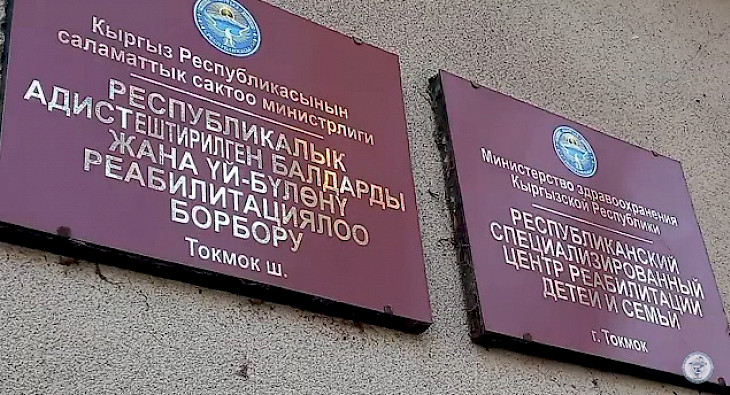 Кыргыз Республикасынын
саламаттык сактоо министрлиги
РЕСПУБЛИКАЛЫК
АДИСТЕШТИРИЛГЕН БАЛДАРДЫ
ЖАНА ҮЙ-БҮЛӨНҮ
РЕАБИЛИТАЦИЯЛОО
БОРБОРУ
Токмок ш.
Министерство здравоохранения
Кыргызской Республики
РЕСПУБЛИКАНСКИЙ
СПЕЦИАЛИЗИРОВАННЫЙ
ЦЕНТР РЕАБИЛИТАЦИИ
ДЕТЕЙ И СЕМЬИ
г. Токмок